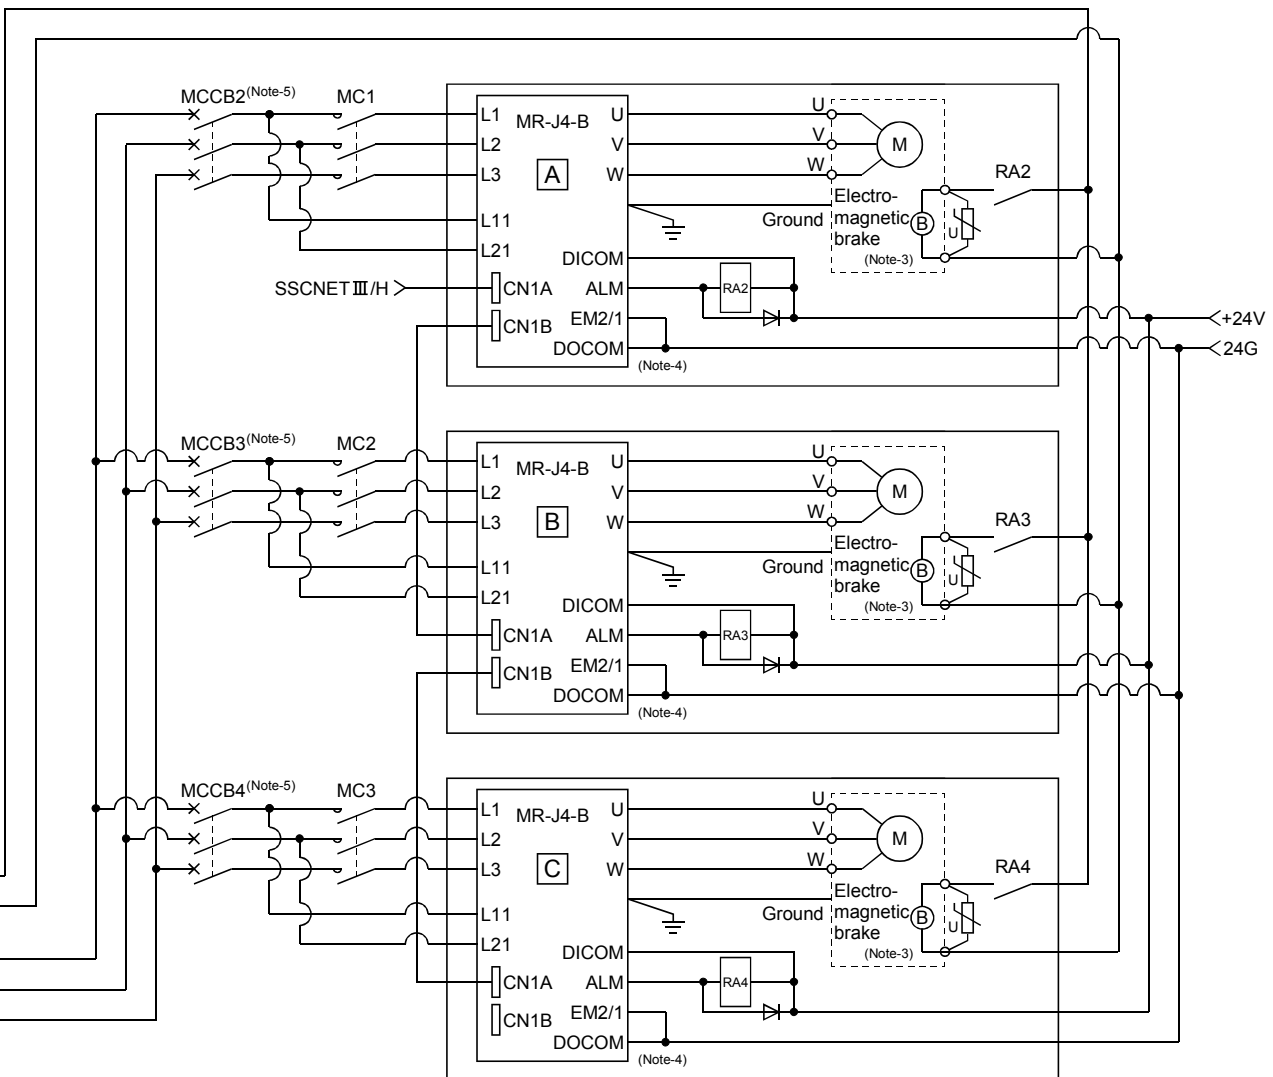 MCCB2(Note-5) MC1
L1 MR-J4-B U U
L2 V V M
L3 A W W RA2
Electro-
Ground magnetic B U
L11 brake
L21 DICOM (Note-3)
SSCNETⅢ/H CN1A ALM RA2
CN1B EM2/1 +24V
DOCOM 24G
(Note-4)
MCCB3(Note-5) MC2
L1 MR-J4-B U U
L2 V V M
L3 B W W RA3
Electro-
Ground magnetic B U
L11 brake
L21 DICOM (Note-3)
CN1A ALM RA3
CN1B EM2/1
DOCOM
(Note-4)
MCCB4(Note-5) MC3
L1 MR-J4-B U U
L2 V V M
L3 C W W RA4
Electro-
Ground magnetic B U
L11 brake
L21 DICOM (Note-3)
CN1A ALM RA4
CN1B EM2/1
DOCOM
(Note-4)